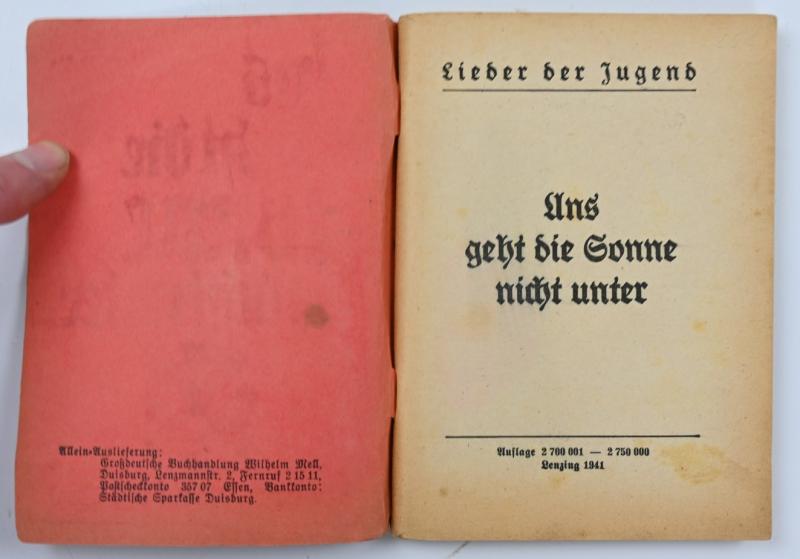 Allein-Auslieferung:
Großdeutsche Buchhandlung Wilhelm Mell,
Duisburg, Lenzmannstr. 2, Fernruf 2 15 11,
Postscheckkonto 357 07 Essen, Bankkonto:
Städtische Sparkasse Duisburg.
Lieder der Jugend
Uns
geht die Sonne
nicht unter
Auflage 2 700 001 — 2 750 000
Lenzing 1941